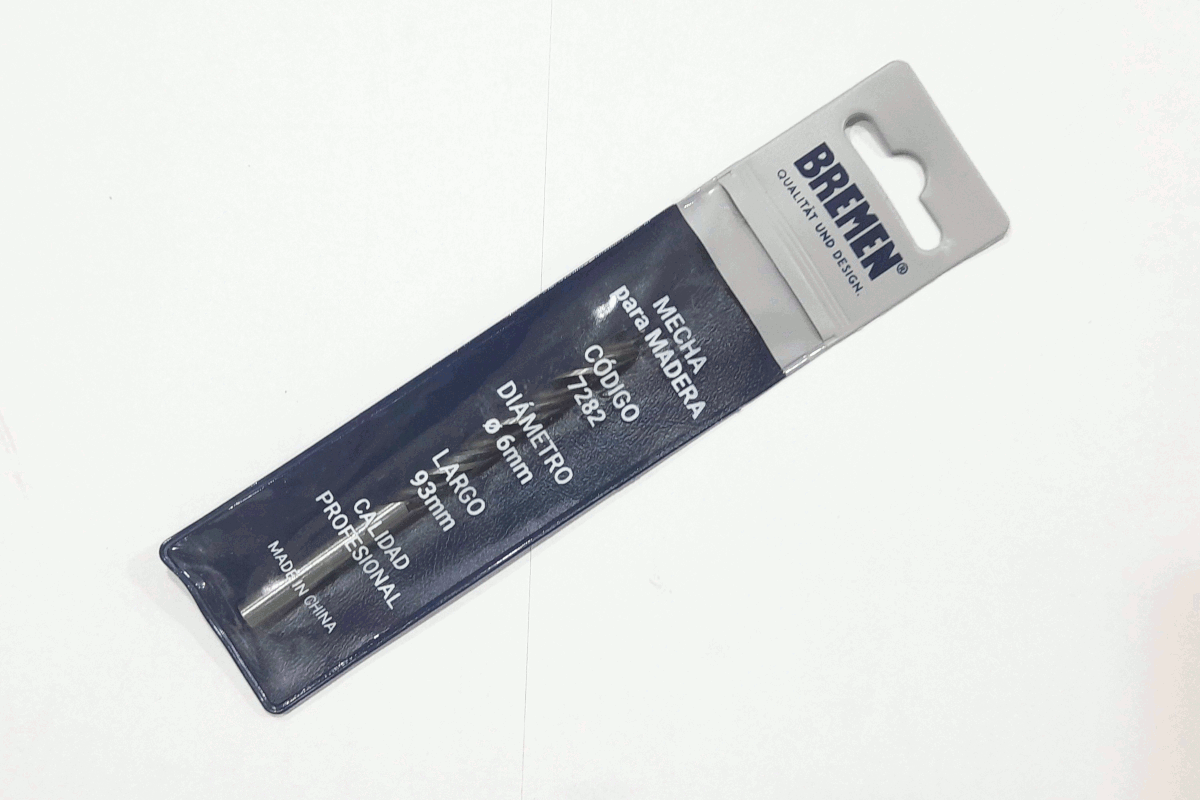 BREMEN®
QUALITÄT UND DESIGN.
MECHA
para MADERA
CÓDIGO
7282
DIÁMETRO
ø 6mm
LARGO
93mm
CALIDAD
PROFESIONAL
MADE IN CHINA